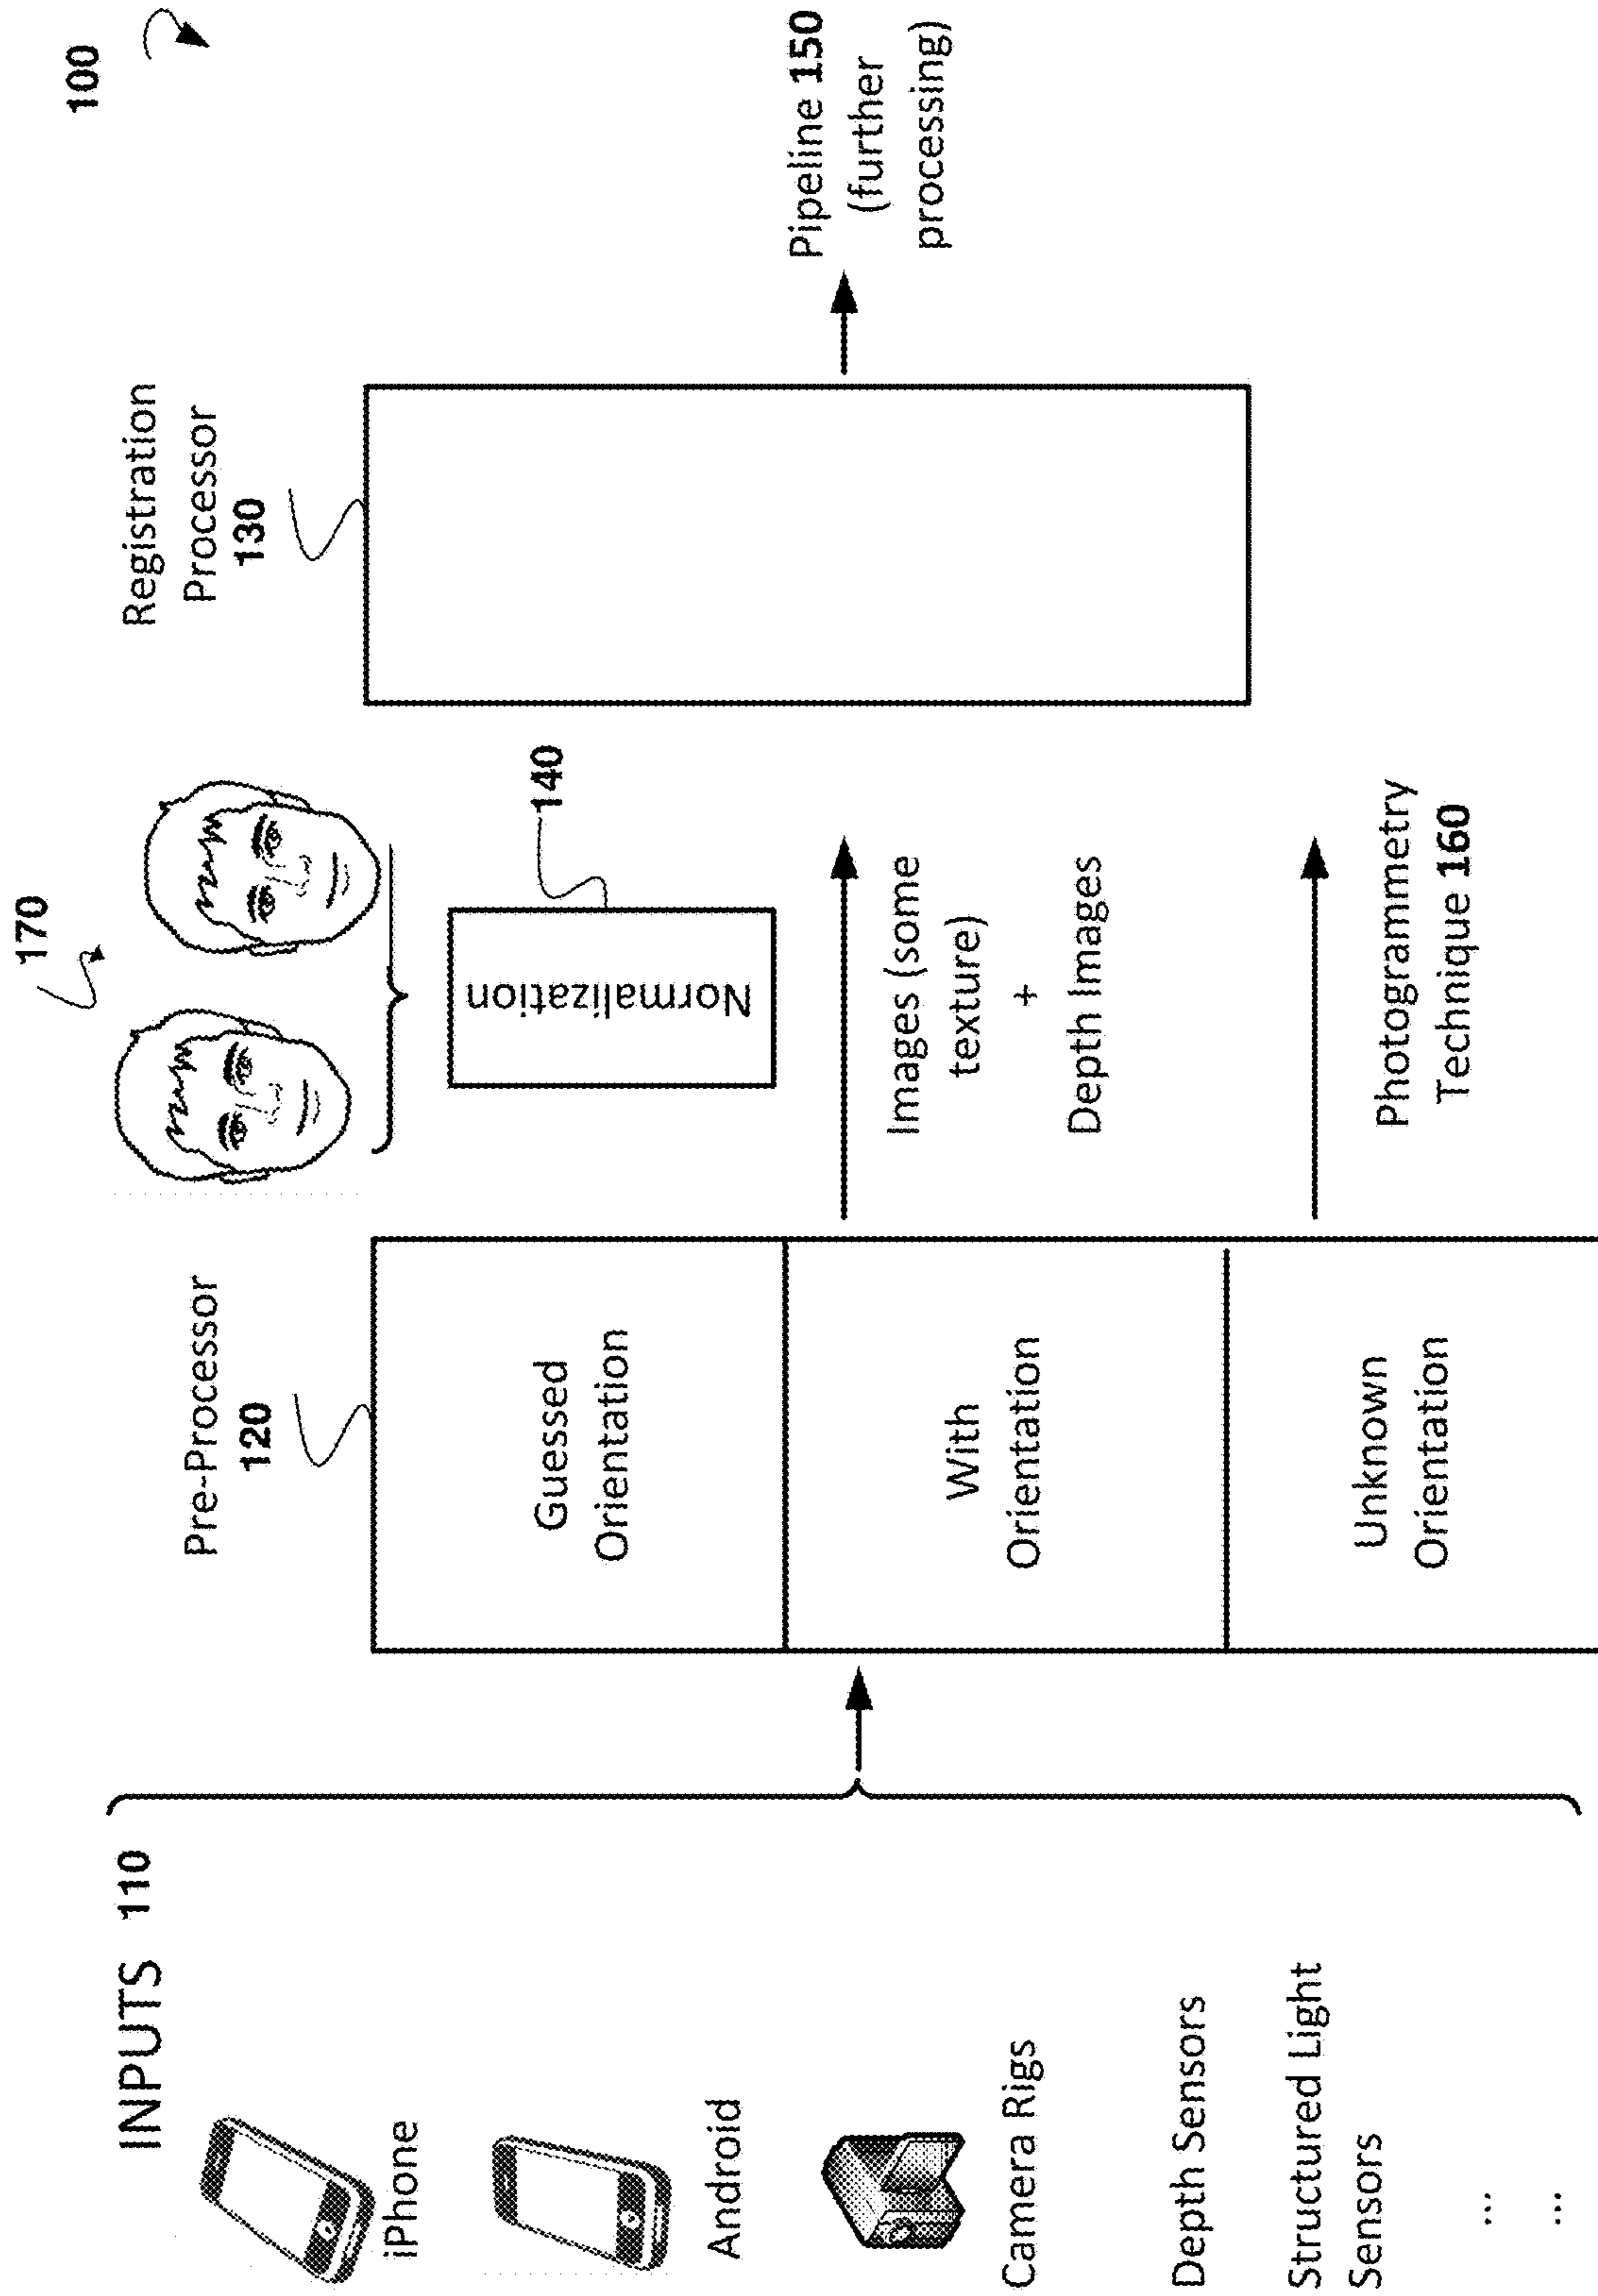 100
INPUTS 110
iPhone
Android
Camera Rigs
Depth Sensors
Structured Light
Sensors
...
...
Pre-Processor
120
Guessed
Orientation
With
Orientation
Unknown
Orientation
170
Normalization
140
Images (some
texture)
+
Depth Images
Photogrammetry
Technique 160
Registration
Processor
130
Pipeline 150
(further
processing)